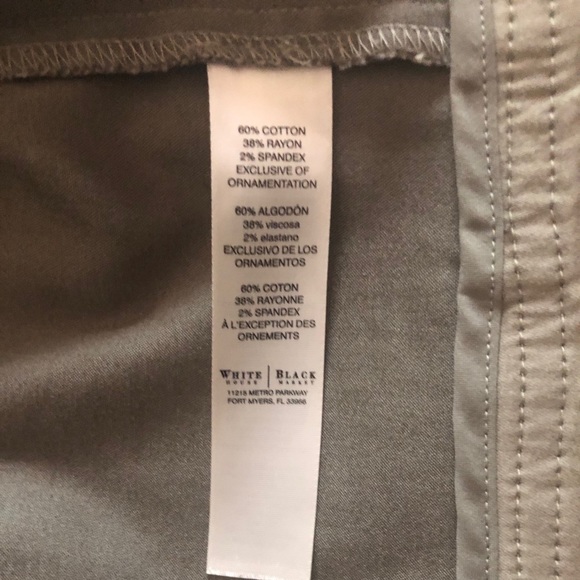 60% COTTON
38% RAYON
2% SPANDEX
EXCLUSIVE OF
ORNAMENTATION
60% ALGODÓN
38% viscosa
2% elastano
EXCLUSIVO DE LOS
ORNAMENTOS
60% COTON
38% RAYONNE
2% SPANDEX
À L'EXCEPTION DES
ORNEMENTS
WHITE | BLACK
HOUSE | MARKET
11215 METRO PARKWAY
FORT MYERS, FL 33966